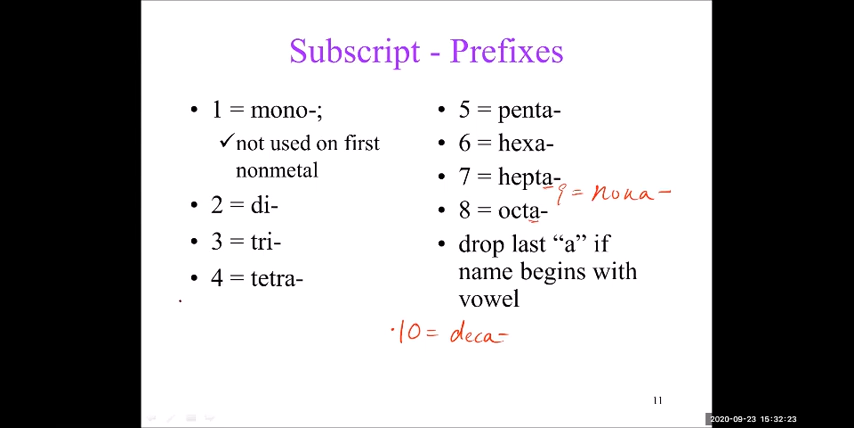 Subscript - Prefixes
• 1 = mono-;
✓not used on first
nonmetal
• 2 = di-
• 3 = tri-
• 4 = tetra-
• 5 = penta-
• 6 = hexa-
• 7 = hepta-
9 = nona-
• 8 = octa-
• drop last “a” if
name begins with
vowel
·10 = deca-
11
2020-09-23 15:32:23